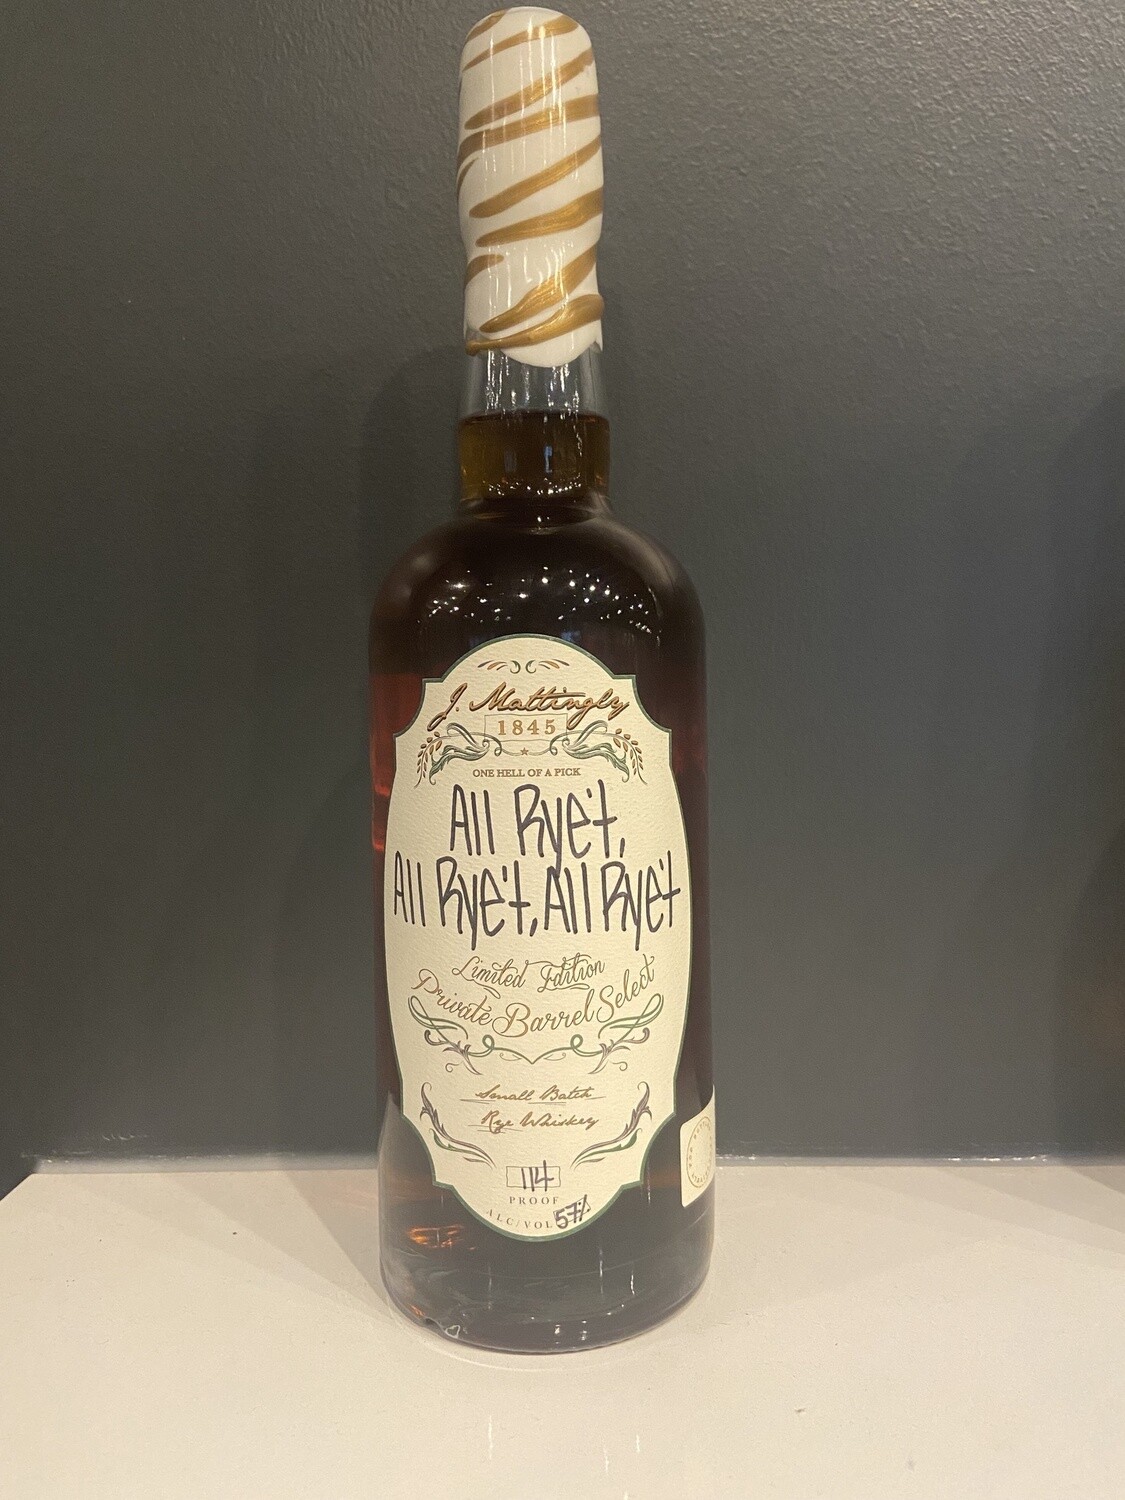 J. Mattingly
1845
ONE HELL OF A PICK
All Rye't,
All Rye't, All Rye't
Limited Edition
Private Barrel Select
Small Batch
Rye Whiskey
114
PROOF
ALC/VOL 57%